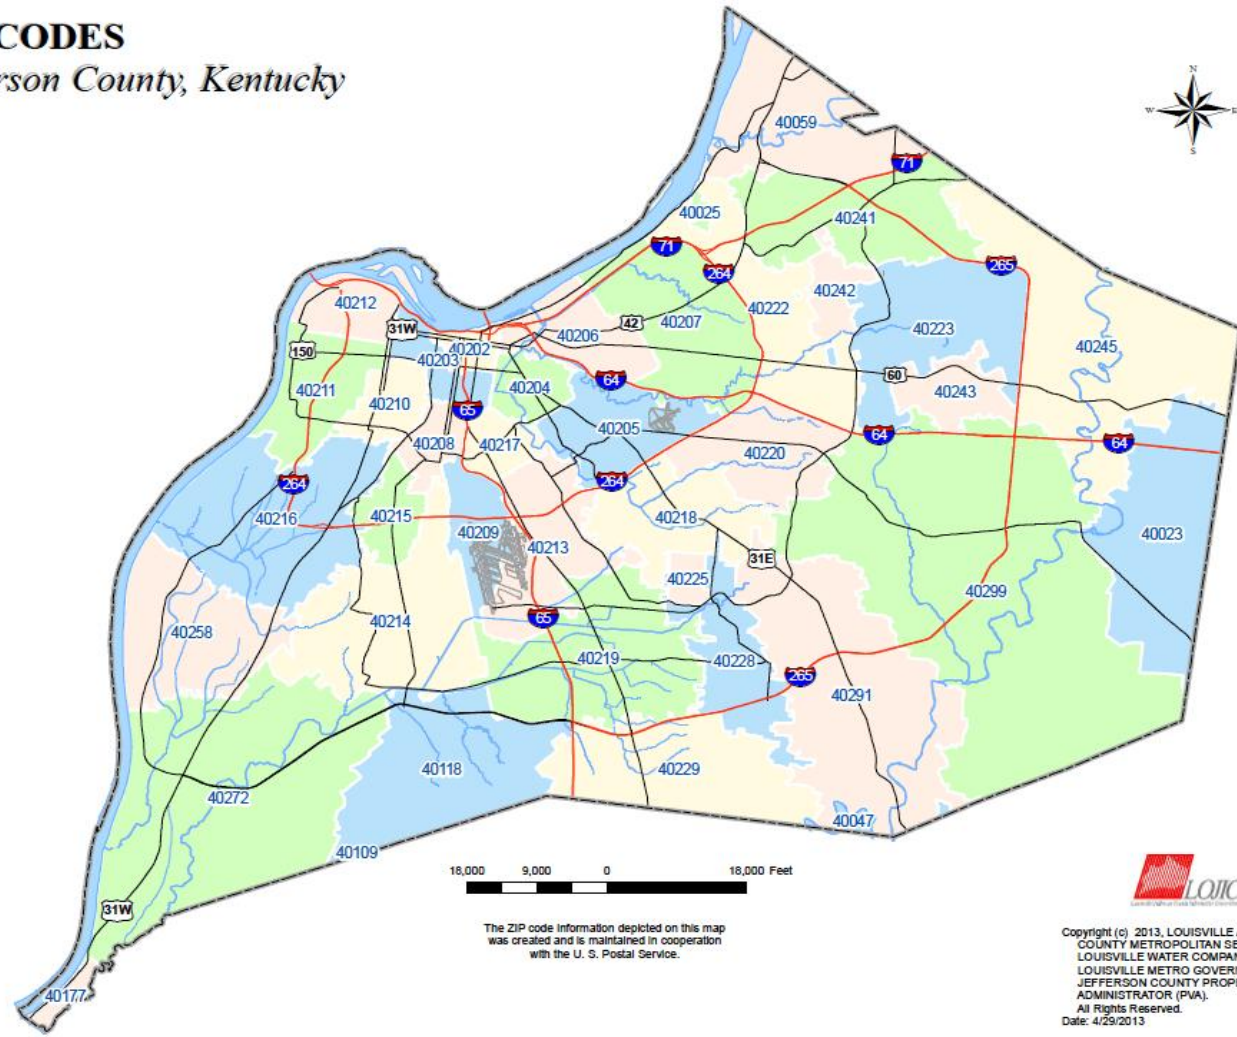 CODES
rson County, Kentucky
N
W
E
S
40059
71
40025
40241
71
264
265
40212
40242
40222
31W
42
40207
40206
40223
40202
150
40203
40245
60
64
40204
40211
40243
40210
65
40205
64
64
40208
40217
40220
264
264
40216
40215
40218
40209
40023
40213
31E
40225
40299
65
40214
40258
40219
40228
265
40291
40118
40229
40272
40047
40109
31W
40177
18,000 9,000 0 18,000 Feet
The ZIP code information depicted on this map
was created and is maintained in cooperation
with the U. S. Postal Service.
LOJIC
Copyright (c) 2013, LOUISVILLE
COUNTY METROPOLITAN SE
LOUISVILLE WATER COMPAN
LOUISVILLE METRO GOVER
JEFFERSON COUNTY PROP
ADMINISTRATOR (PVA).
All Rights Reserved.
Date: 4/29/2013